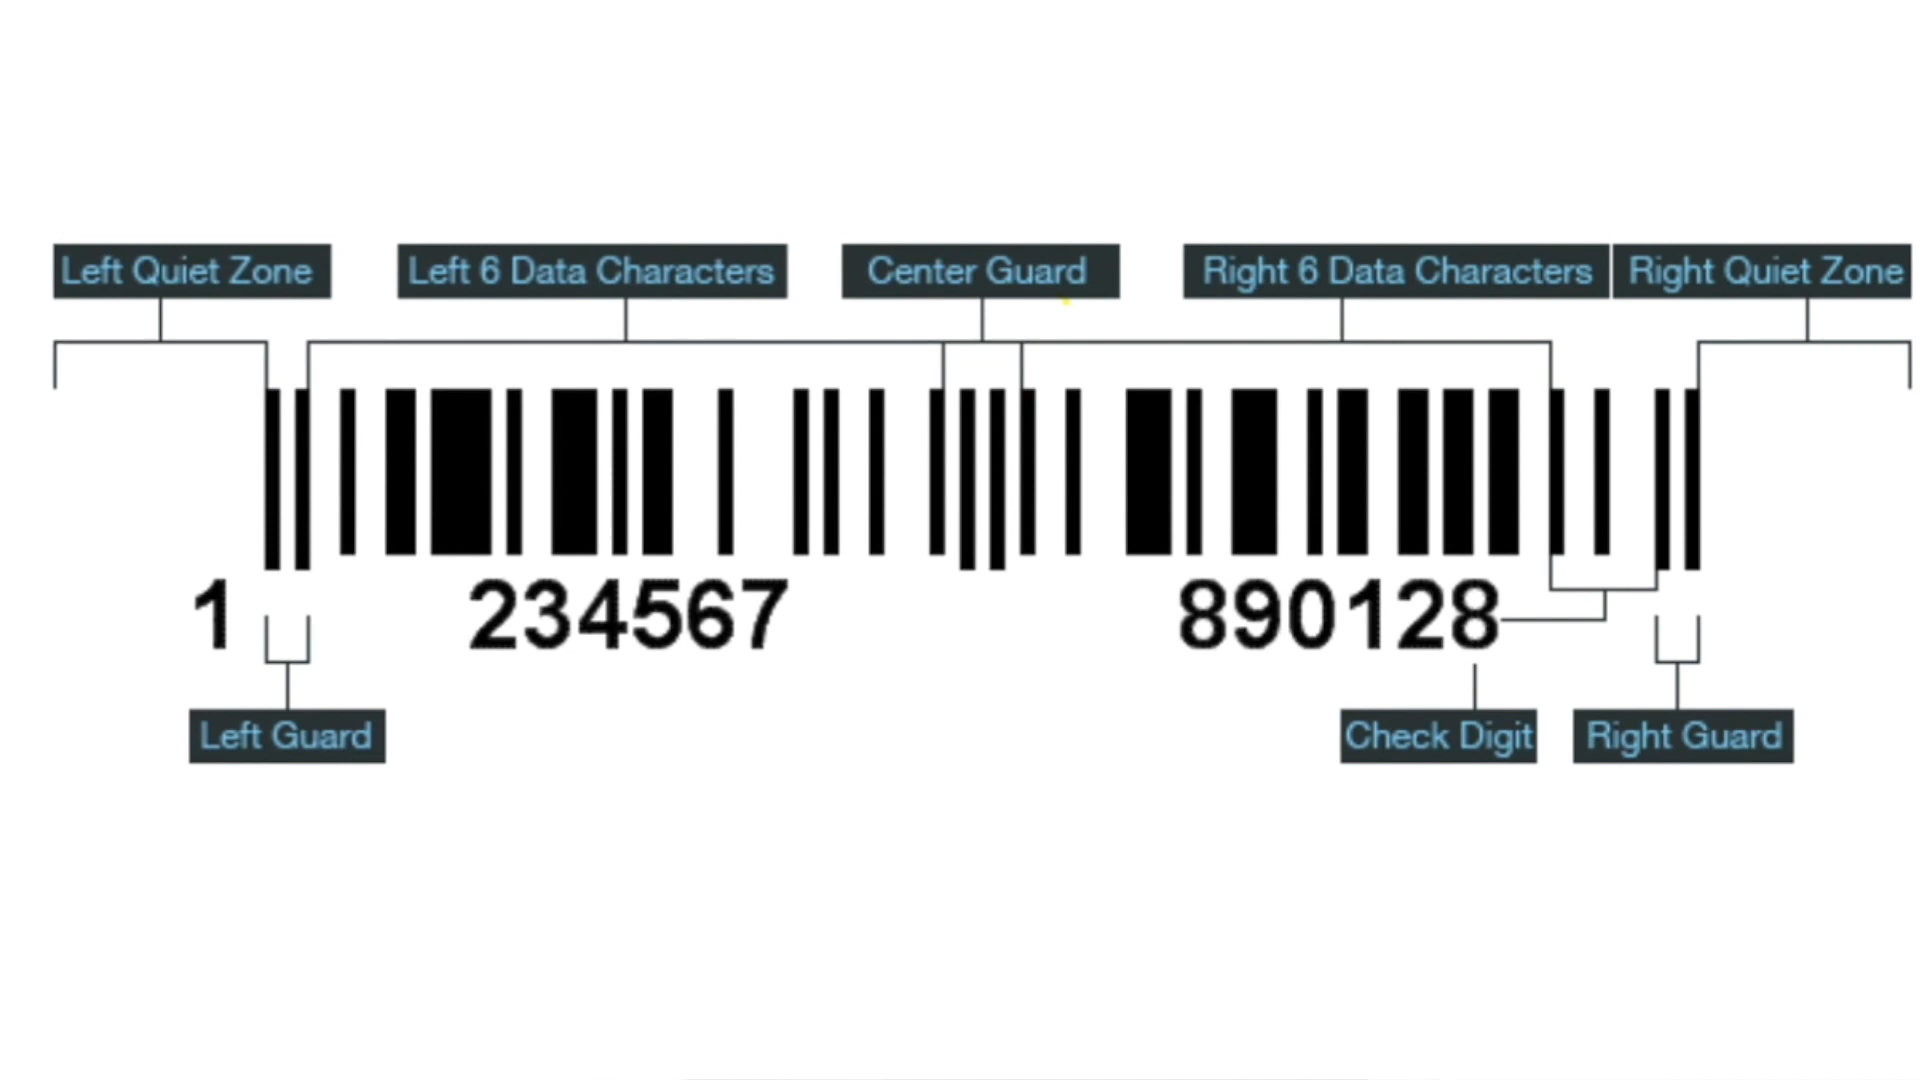 Left Quiet Zone
Left 6 Data Characters
Center Guard
Right 6 Data Characters
Right Quiet Zone
1 234567 890128
Left Guard
Check Digit
Right Guard